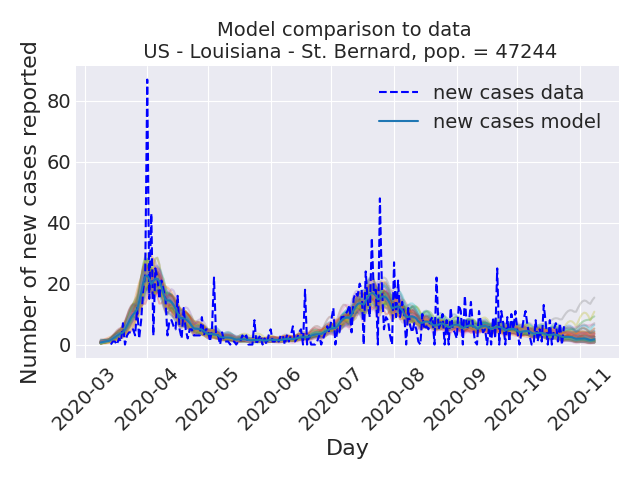 Model comparison to data
US - Louisiana - St. Bernard, pop. = 47244
Number of new cases reported
80
60
40
20
0
new cases data
new cases model
2020-03
2020-04
2020-05
2020-06
2020-07
2020-08
2020-09
2020-10
2020-11
Day